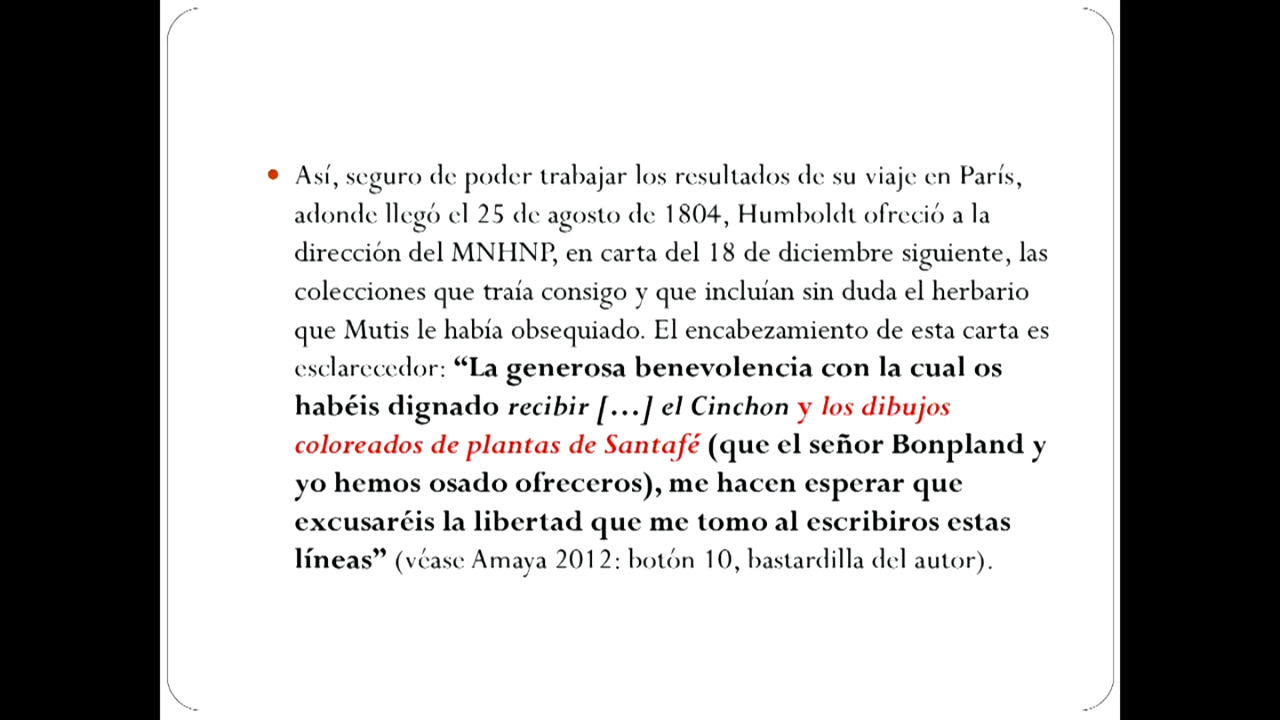 • Así, seguro de poder trabajar los resultados de su viaje en París,
adonde llegó el 25 de agosto de 1804, Humboldt ofreció a la
dirección del MNHNP, en carta del 18 de diciembre siguiente, las
colecciones que traía consigo y que incluían sin duda el herbario
que Mutis le había obsequiado. El encabezamiento de esta carta es
esclarecedor: “La generosa benevolencia con la cual os
habéis dignado recibir [...] el Cinchon y los dibujos
coloreados de plantas de Santafé (que el señor Bonpland y
yo hemos osado ofreceros), me hacen esperar que
excusaréis la libertad que me tomo al escribiros estas
líneas” (véase Amaya 2012: botón 10, bastardilla del autor).